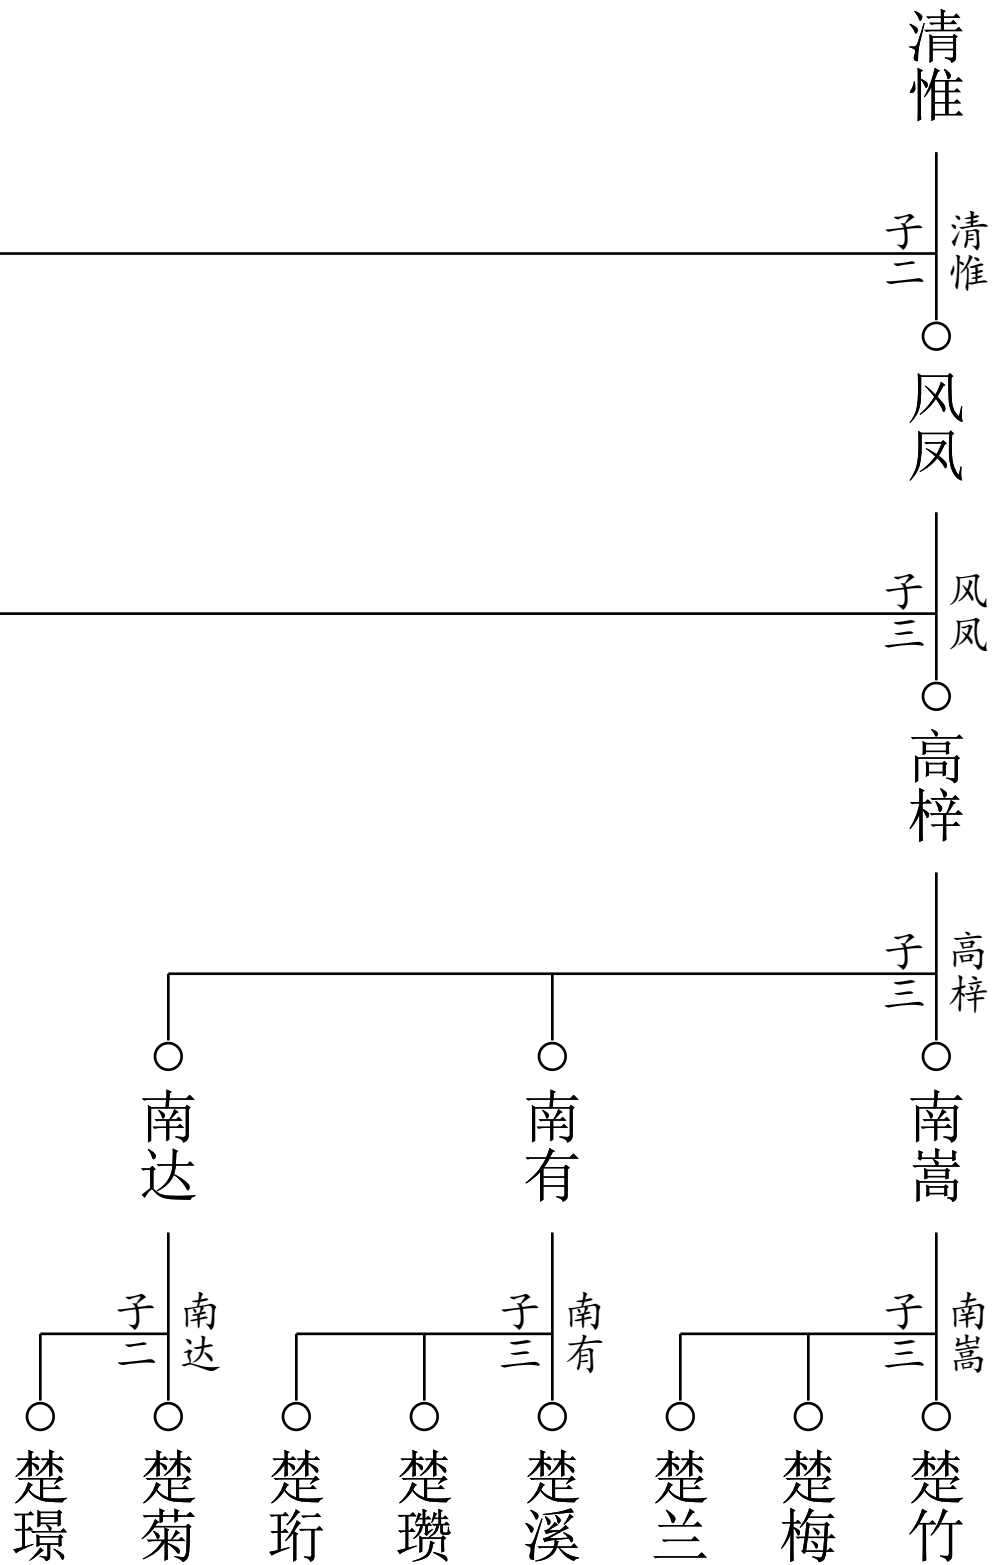 清惟
清惟
子二
风凤
风凤
子三
高梓
高梓
子三
南嵩
南有
南达
南嵩
子三
南有
子三
南达
子二
楚竹
楚梅
楚兰
楚溪
楚瓒
楚珩
楚菊
楚璟